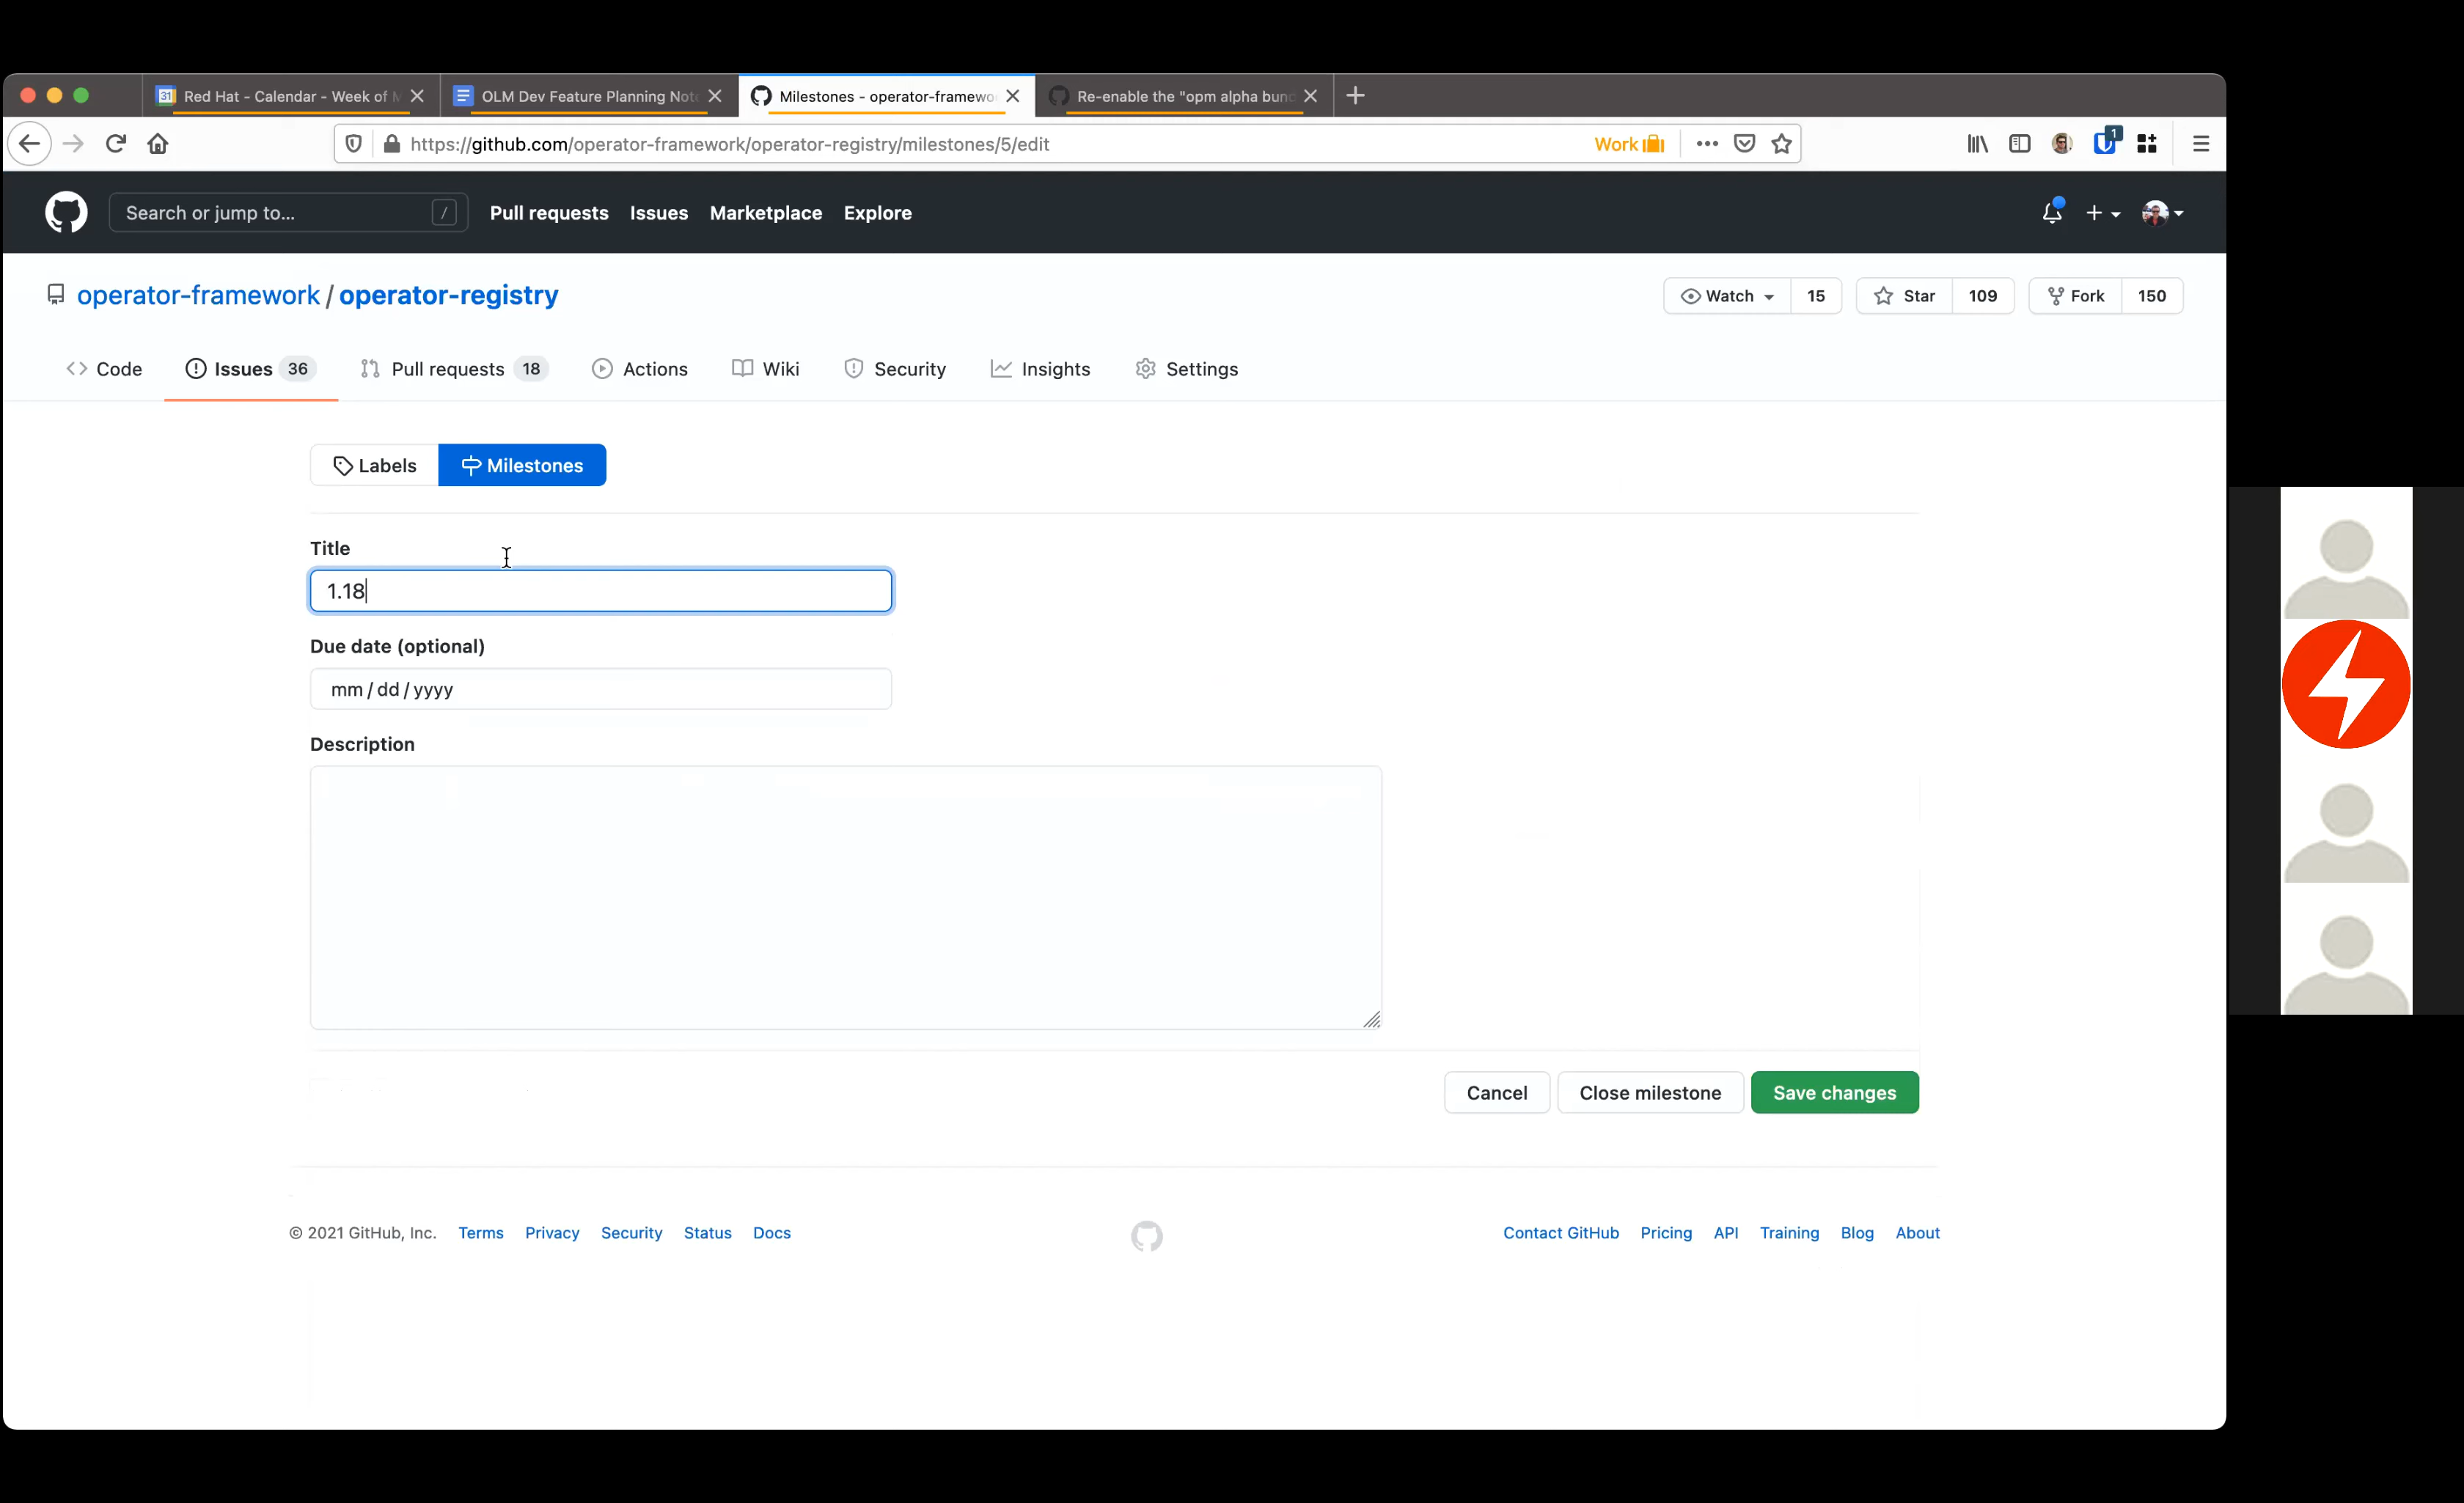 Red Hat - Calendar - Week of
OLM Dev Feature Planning Not
Milestones - operator-framewo
Re-enable the "opm alpha bun
https://github.com/operator-framework/operator-registry/milestones/5/edit
Work
1
Search or jump to...
/
Pull requests
Issues
Marketplace
Explore
operator-framework / operator-registry
Watch 15
Star 109
Fork 150
Code
Issues 36
Pull requests 18
Actions
Wiki
Security
Insights
Settings
Labels
Milestones
Title
1.18
Due date (optional)
mm / dd / yyyy
Description
Cancel
Close milestone
Save changes
© 2021 GitHub, Inc.
Terms
Privacy
Security
Status
Docs
Contact GitHub
Pricing
API
Training
Blog
About